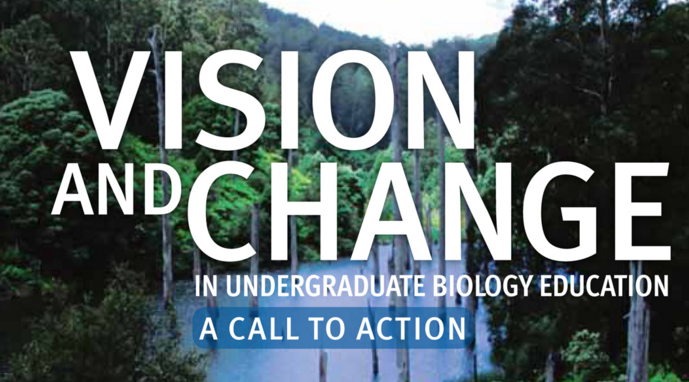 VISION
AND CHANGE
IN UNDERGRADUATE BIOLOGY EDUCATION
A CALL TO ACTION